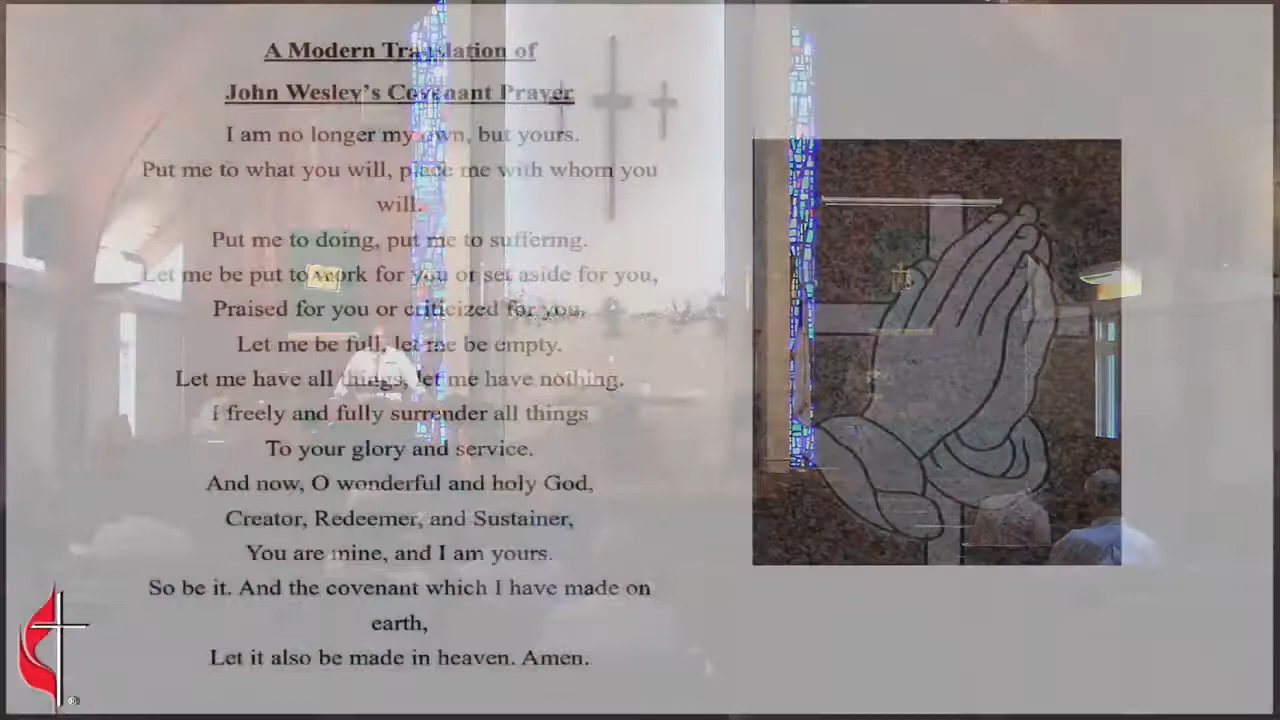 A Modern Translation of
John Wesley's Covenant Prayer
I am no longer my own, but yours.
Put me to what you will, place me with whom you
will.
Put me to doing, put me to suffering.
Let me be put to work for you or set aside for you,
Praised for you or criticized for you.
Let me be full, let me be empty.
Let me have all things, let me have nothing.
I freely and fully surrender all things
To your glory and service.
And now, O wonderful and holy God,
Creator, Redeemer, and Sustainer,
You are mine, and I am yours.
So be it. And the covenant which I have made on
earth,
Let it also be made in heaven. Amen.
®